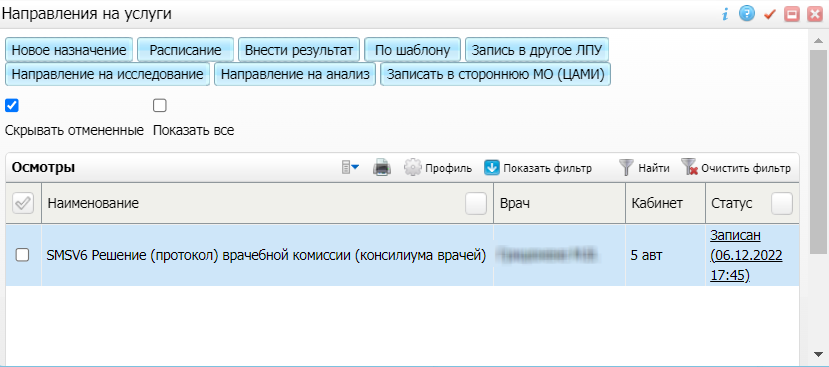 Направления на услуги
Новое назначение Расписание Внести результат По шаблону Запись в другое ЛПУ
Направление на исследование Направление на анализ Записать в стороннюю МО (ЦАМИ)
Скрывать отмененные Показать все
Осмотры Профиль Показать фильтр Найти Очистить фильтр
Наименование Врач Кабинет Статус
SMSV6 Решение (протокол) врачебной комиссии (консилиума врачей) 5 авт Записан
(06.12.2022
17:45)